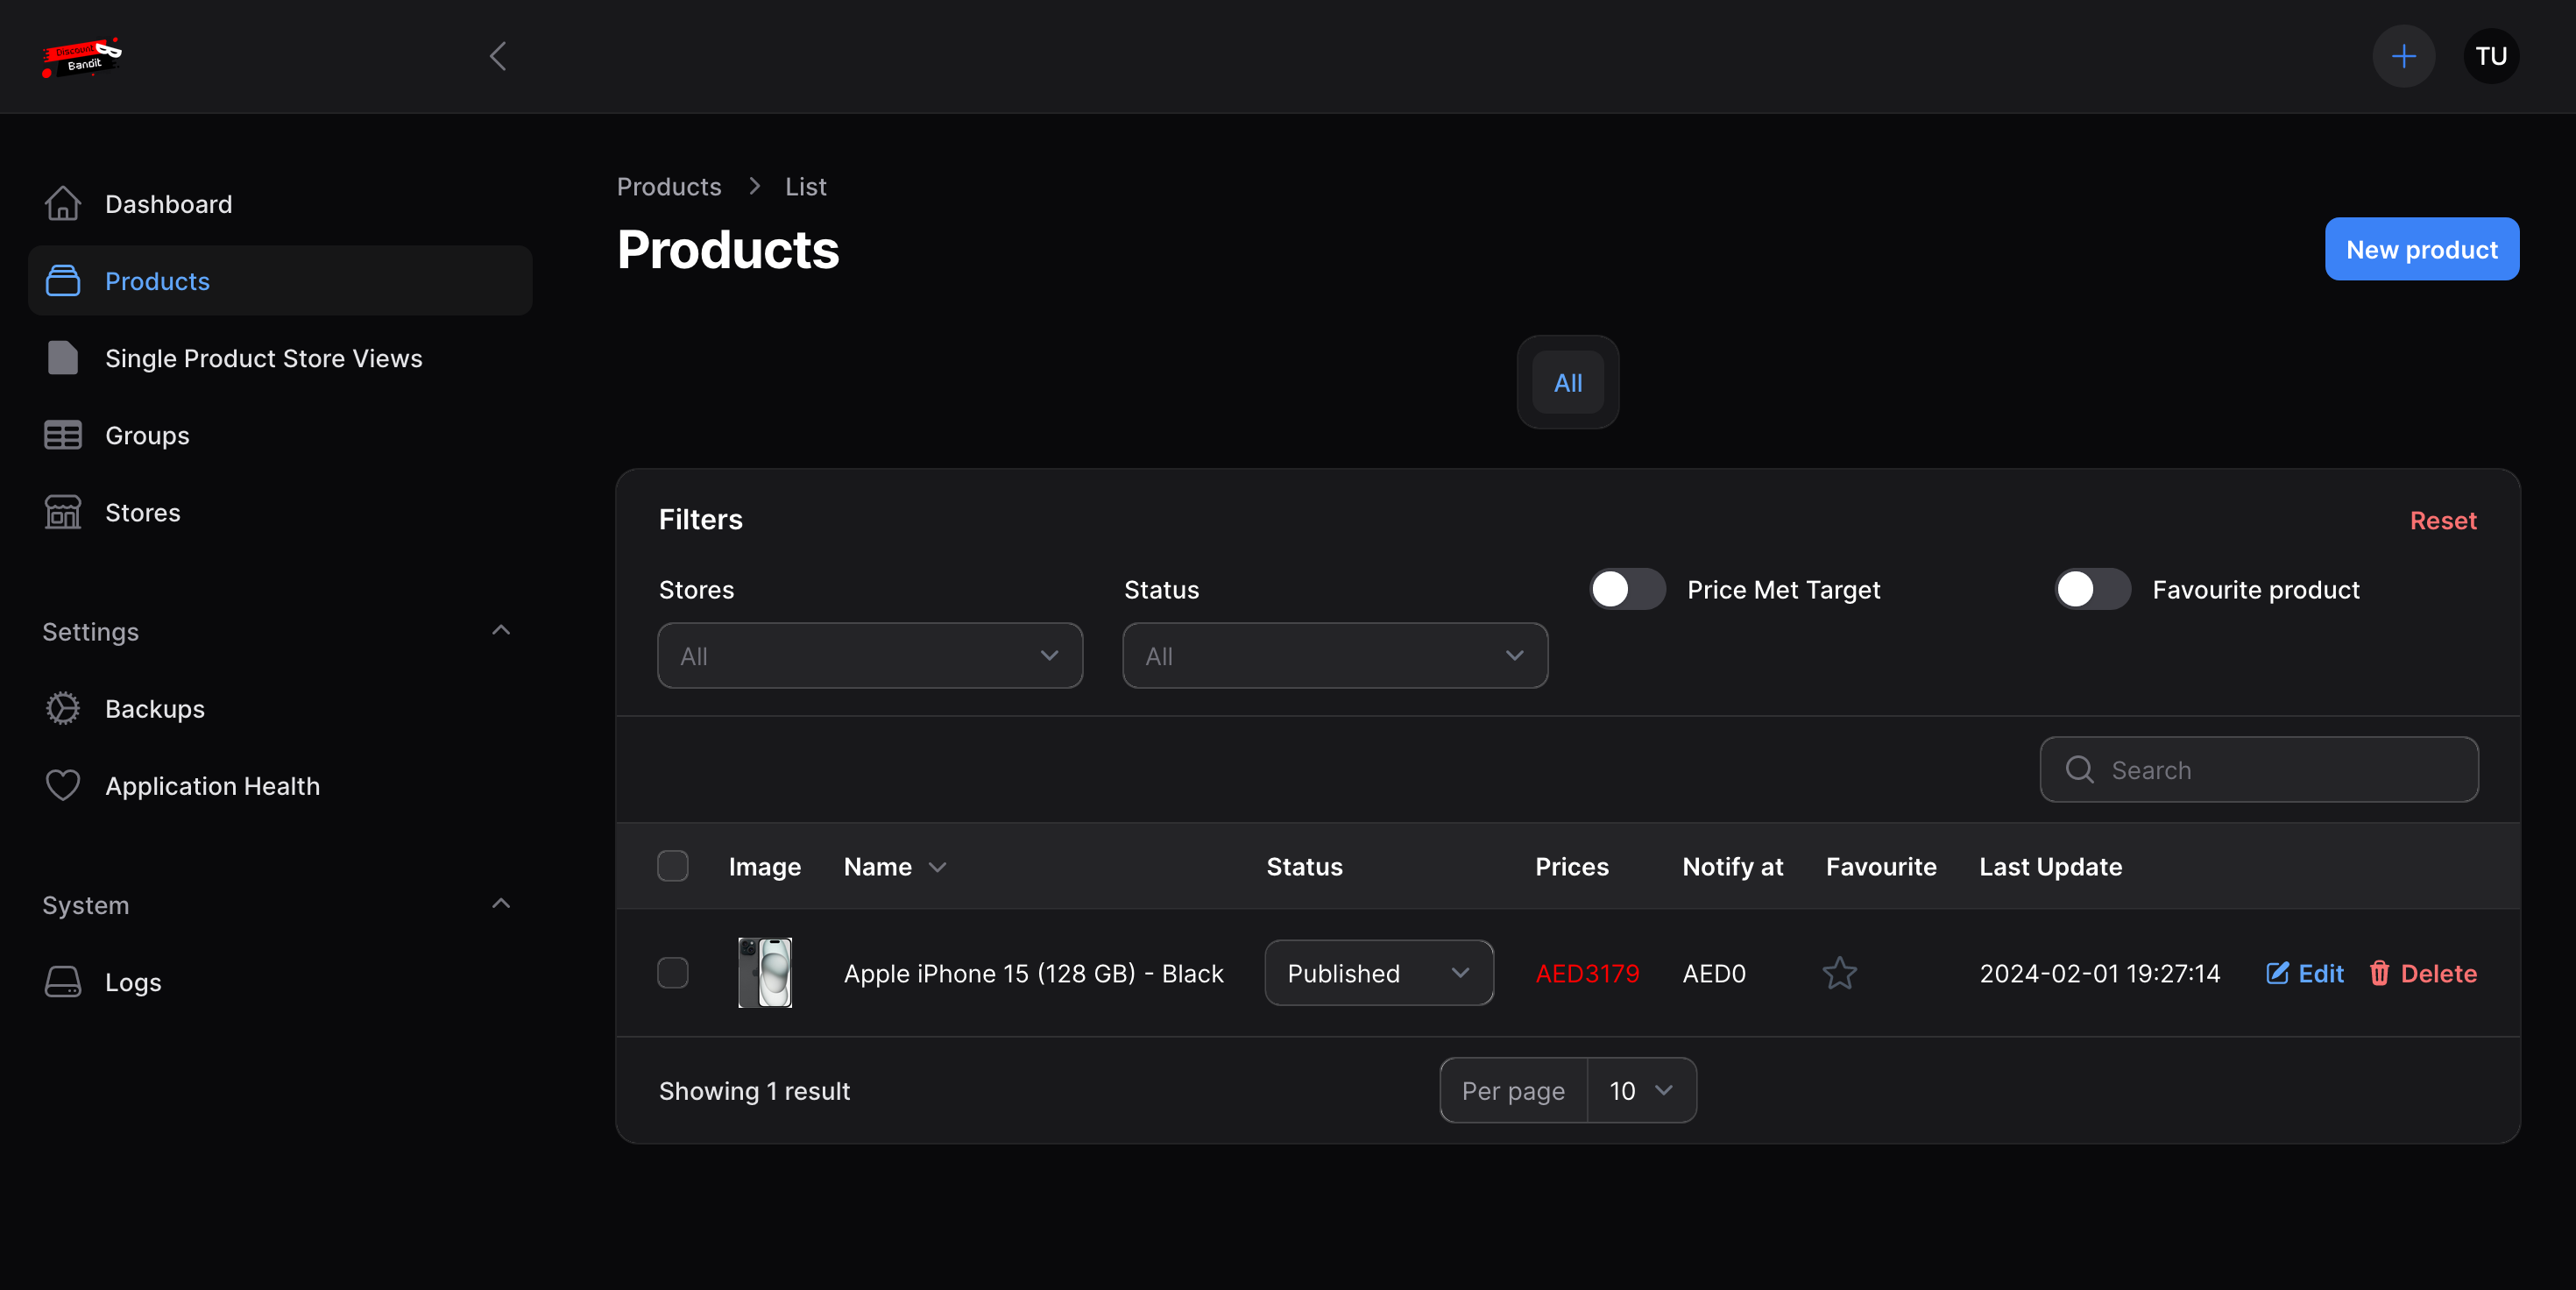 Discount
Bandit
TU
Dashboard
Products
Single Product Store Views
Groups
Stores
Settings
Backups
Application Health
System
Logs
Products > List
Products
New product
All
Filters
Reset
Stores
Status
Price Met Target
Favourite product
All
All
Search
Image Name Status Prices Notify at Favourite Last Update
Apple iPhone 15 (128 GB) - Black Published AED3179 AED0 2024-02-01 19:27:14 Edit Delete
Showing 1 result
Per page 10